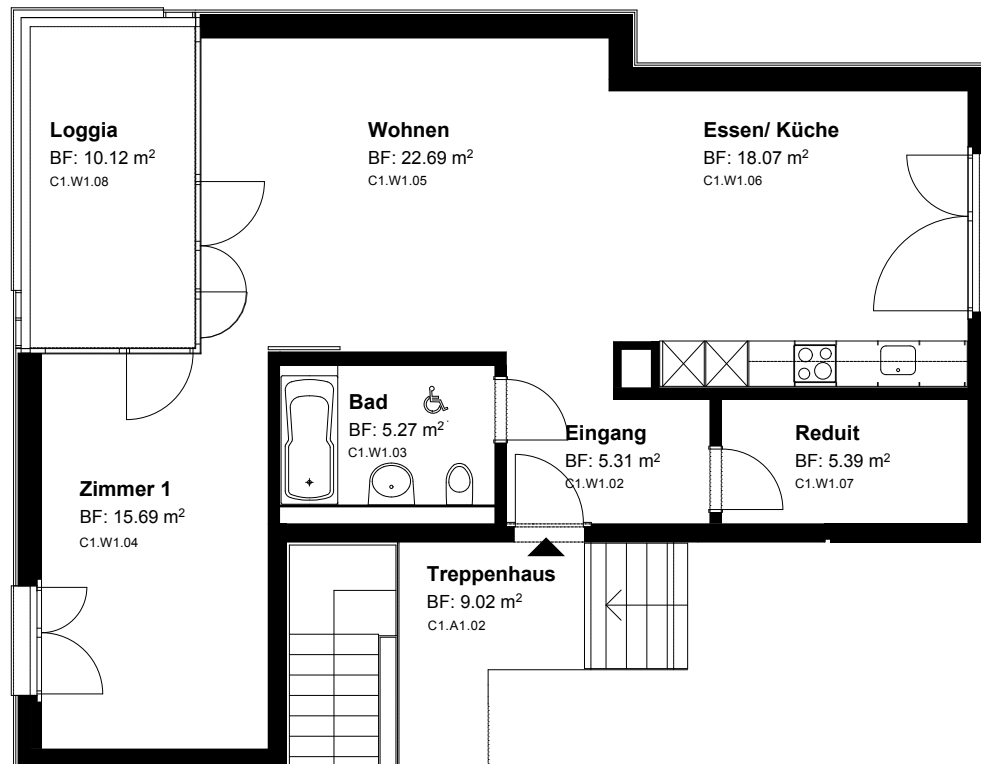 Loggia
BF: 10.12 m²
C1.W1.08
Wohnen
BF: 22.69 m²
C1.W1.05
Essen/ Küche
BF: 18.07 m²
C1.W1.06
Bad
BF: 5.27 m²
C1.W1.03
Eingang
BF: 5.31 m²
C1.W1.02
Reduit
BF: 5.39 m²
C1.W1.07
Zimmer 1
BF: 15.69 m²
C1.W1.04
Treppenhaus
BF: 9.02 m²
C1.A1.02